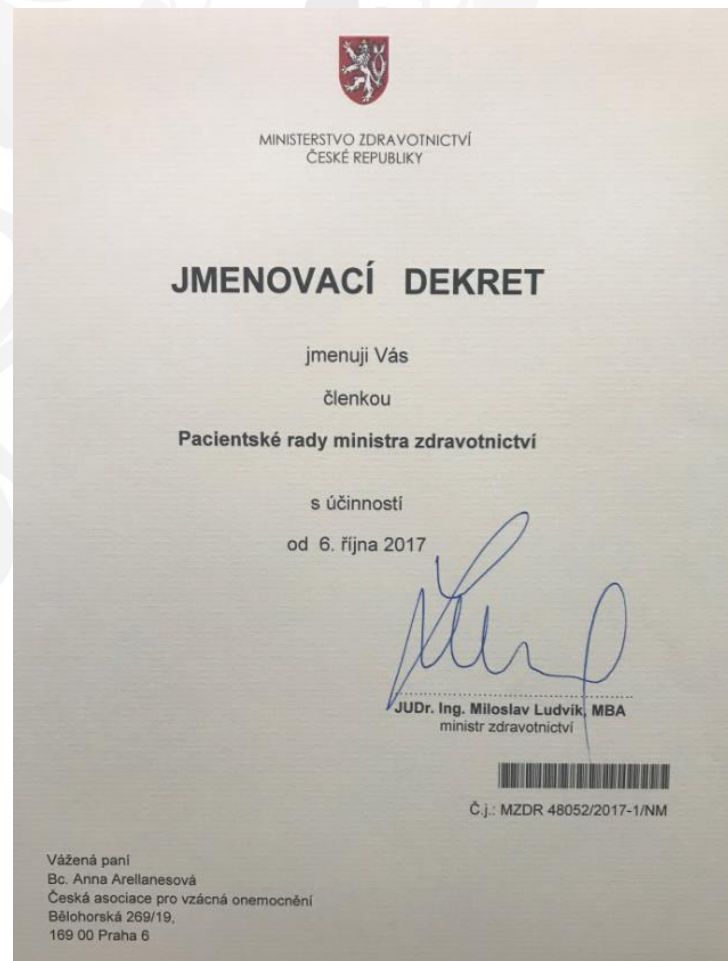 MINISTERSTVO ZDRAVOTNICTVÍ
ČESKÉ REPUBLIKY
JMENOVACÍ DEKRET
jmenuji Vás
členkou
Pacientské rady ministra zdravotnictví
s účinností
od 6. října 2017
JUDr. Ing. Miloslav Ludvík, MBA
ministr zdravotnictví
Č.j.: MZDR 48052/2017-1/NM
Vážená paní
Bc. Anna Arellanesová
Česká asociace pro vzácná onemocnění
Bělohorská 269/19,
169 00 Praha 6